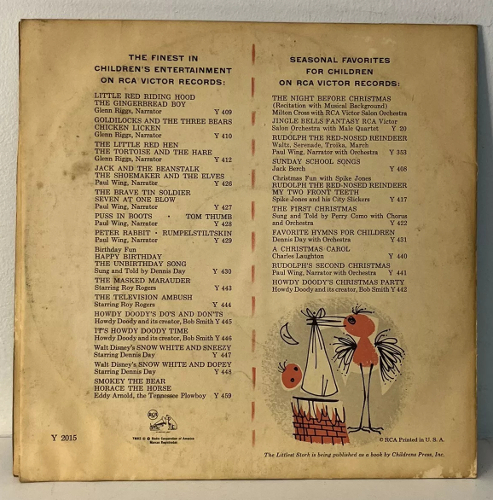 THE FINEST IN
CHILDREN'S ENTERTAINMENT
ON RCA VICTOR RECORDS:
LITTLE RED RIDING HOOD
THE GINGERBREAD BOY
Glenn Riggs, Narrator Y 409
GOLDILOCKS AND THE THREE BEARS
CHICKEN LICKEN
Glenn Riggs, Narrator Y 410
THE LITTLE RED HEN
THE TORTOISE AND THE HARE
Glenn Riggs, Narrator Y 412
JACK AND THE BEANSTALK
THE SHOEMAKER AND THE ELVES
Paul Wing, Narrator Y 426
THE BRAVE TIN SOLDIER
SEVEN AT ONE BLOW
Paul Wing, Narrator Y 427
PUSS IN BOOTS · TOM THUMB
Paul Wing, Narrator Y 428
PETER RABBIT · RUMPELSTILTSKIN
Paul Wing, Narrator Y 429
Birthday Fun
HAPPY BIRTHDAY
THE UNBIRTHDAY SONG
Sung and Told by Dennis Day Y 430
THE MASKED MARAUDER
Starring Roy Rogers Y 443
THE TELEVISION AMBUSH
Starring Roy Rogers Y 444
HOWDY DOODY'S DO'S AND DON'TS
Howdy Doody and its creator, Bob Smith Y 445
IT'S HOWDY DOODY TIME
Howdy Doody and its creator, Bob Smith Y 446
Walt Disney's SNOW WHITE AND SNEEZY
Starring Dennis Day Y 447
Walt Disney's SNOW WHITE AND DOPEY
Starring Dennis Day Y 448
SMOKEY THE BEAR
HORACE THE HORSE
Eddy Arnold, the Tennessee Plowboy Y 459
RCA
Y 2015
SEASONAL FAVORITES
FOR CHILDREN
ON RCA VICTOR RECORDS:
THE NIGHT BEFORE CHRISTMAS
(Recitation with Musical Background)
Milton Cross with RCA Victor Salon Orchestra
JINGLE BELLS FANTASY RCA Victor
Salon Orchestra with Male Quartet Y 29
RUDOLPH THE RED-NOSED REINDEER
Waltz, Serenade, Troika, March
Paul Wing, Narrator with Orchestra Y 353
SUNDAY SCHOOL SONGS
Jack Berch Y 408
Christmas Fun with Spike Jones
RUDOLPH THE RED-NOSED REINDEER
MY TWO FRONT TEETH
Spike Jones and his City Slickers Y 417
THE FIRST CHRISTMAS
Sung and Told by Perry Como with Chorus
and Orchestra Y 422
FAVORITE HYMNS FOR CHILDREN
Dennis Day with Orchestra Y 431
A CHRISTMAS CAROL
Charles Laughton Y 440
RUDOLPH'S SECOND CHRISTMAS
Paul Wing, Narrator with Orchestra Y 441
HOWDY DOODY'S CHRISTMAS PARTY
Howdy Doody and its creator, Bob Smith Y 442
© RCA Printed in U. S. A.
The Littlest Stork is being published as a book by Childrens Press, Inc.